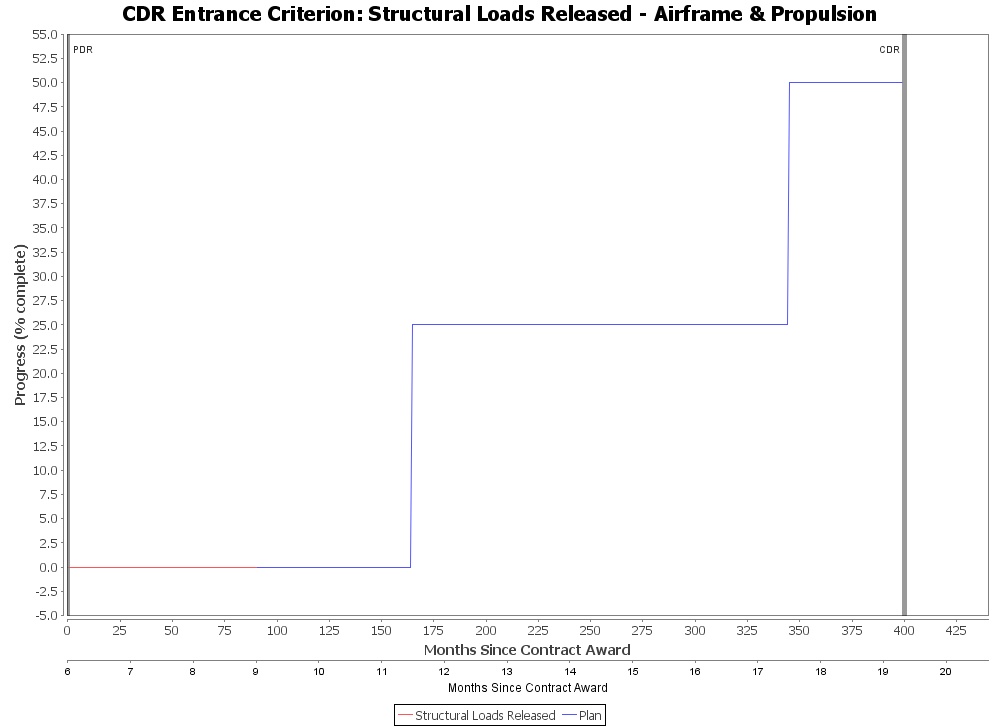 CDR Entrance Criterion: Structural Loads Released - Airframe & Propulsion
55.0
PDR
CDR
52.5
50.0
47.5
45.0
42.5
40.0
37.5
35.0
32.5
30.0
27.5
25.0
22.5
20.0
17.5
15.0
12.5
10.0
7.5
5.0
2.5
0.0
-2.5
-5.0
Progress (% complete)
0 25 50 75 100 125 150 175 200 225 250 275 300 325 350 375 400 425
Months Since Contract Award
6 7 8 9 10 11 12 13 14 15 16 17 18 19 20
Months Since Contract Award
Structural Loads Released Plan